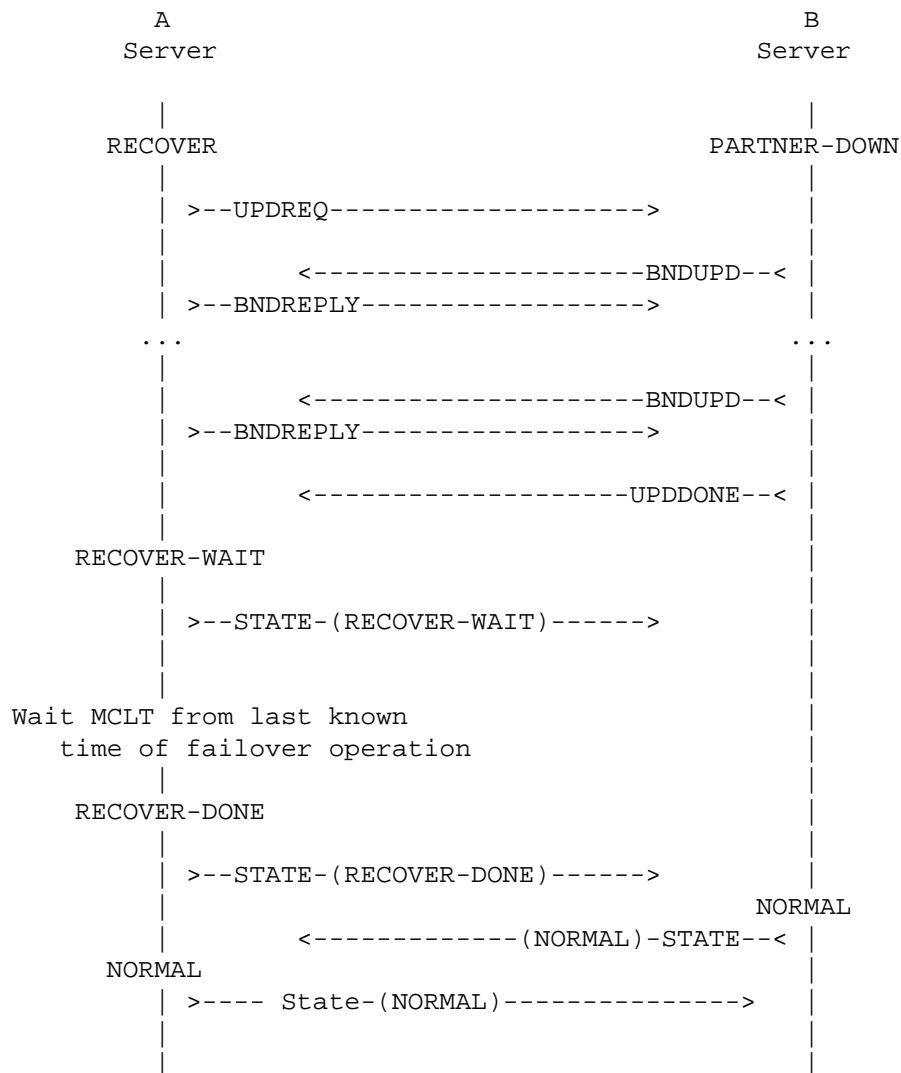 A B
Server Server
RECOVER PARTNER-DOWN
>--UPDREQ-------------------->
<---------------------BNDUPD--<
>--BNDREPLY------------------>
... ...
<---------------------BNDUPD--<
>--BNDREPLY------------------>
<--------------------UPDDONE--<
RECOVER-WAIT
>--STATE-(RECOVER-WAIT)------>
Wait MCLT from last known
time of failover operation
RECOVER-DONE
>--STATE-(RECOVER-DONE)------>
NORMAL
<-------------(NORMAL)-STATE--<
NORMAL
>---- State-(NORMAL)--------------->